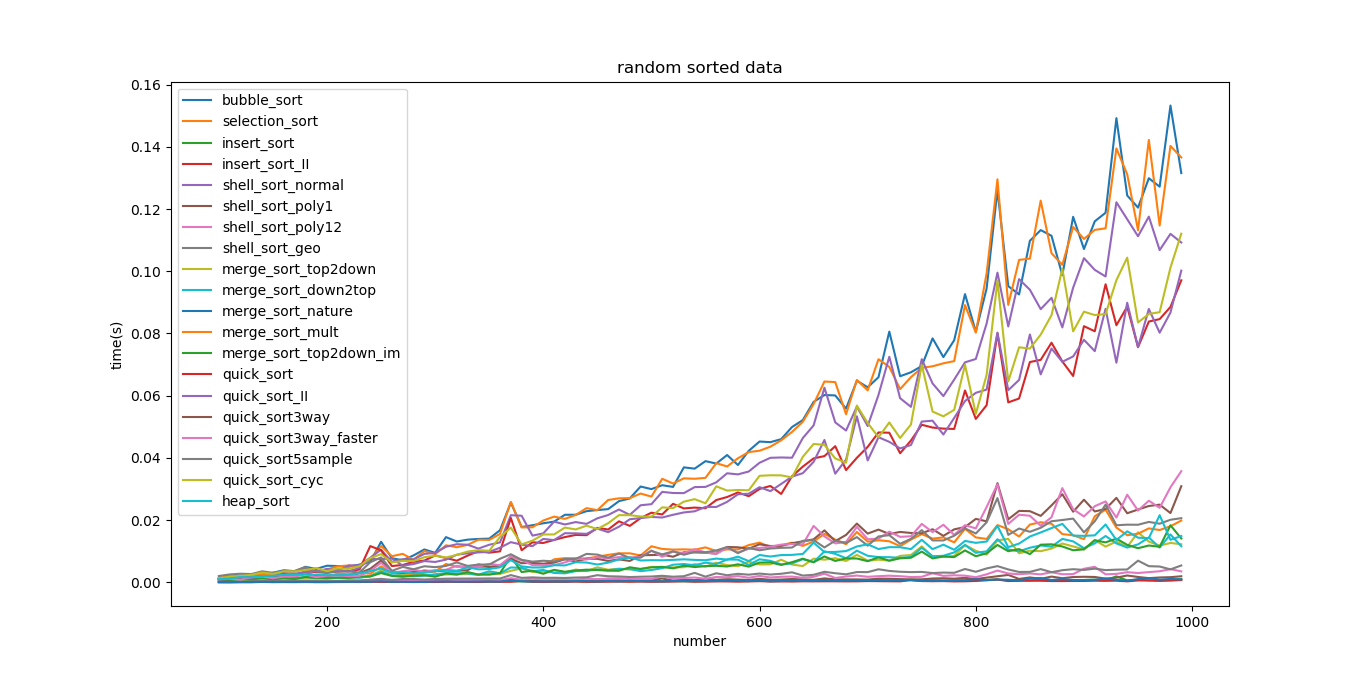 random sorted data
0.16
0.14
0.12
0.10
0.08
0.06
0.04
0.02
0.00
time(s)
bubble_sort
selection_sort
insert_sort
insert_sort_II
shell_sort_normal
shell_sort_poly1
shell_sort_poly12
shell_sort_geo
merge_sort_top2down
merge_sort_down2top
merge_sort_nature
merge_sort_mult
merge_sort_top2down_im
quick_sort
quick_sort_II
quick_sort3way
quick_sort3way_faster
quick_sort5sample
quick_sort_cyc
heap_sort
200 400 600 800 1000
number